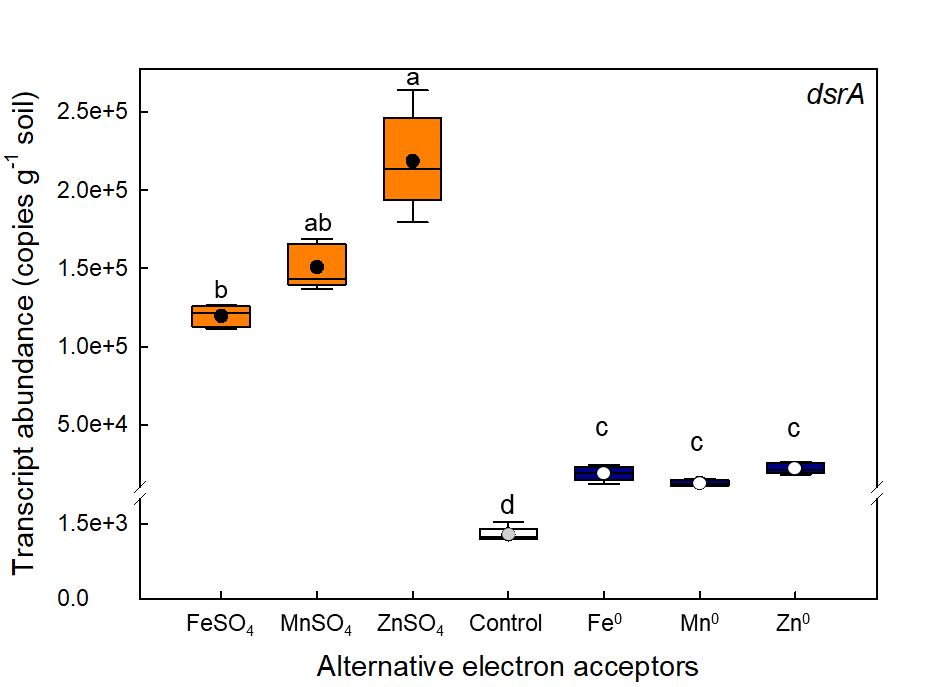 dsrA
Transcript abundance (copies g⁻¹ soil)
2.5e+5
2.0e+5
1.5e+5
1.0e+5
5.0e+4
1.5e+3
0.0
a
ab
b
c
c
c
d
FeSO₄ MnSO₄ ZnSO₄ Control Fe⁰ Mn⁰ Zn⁰
Alternative electron acceptors